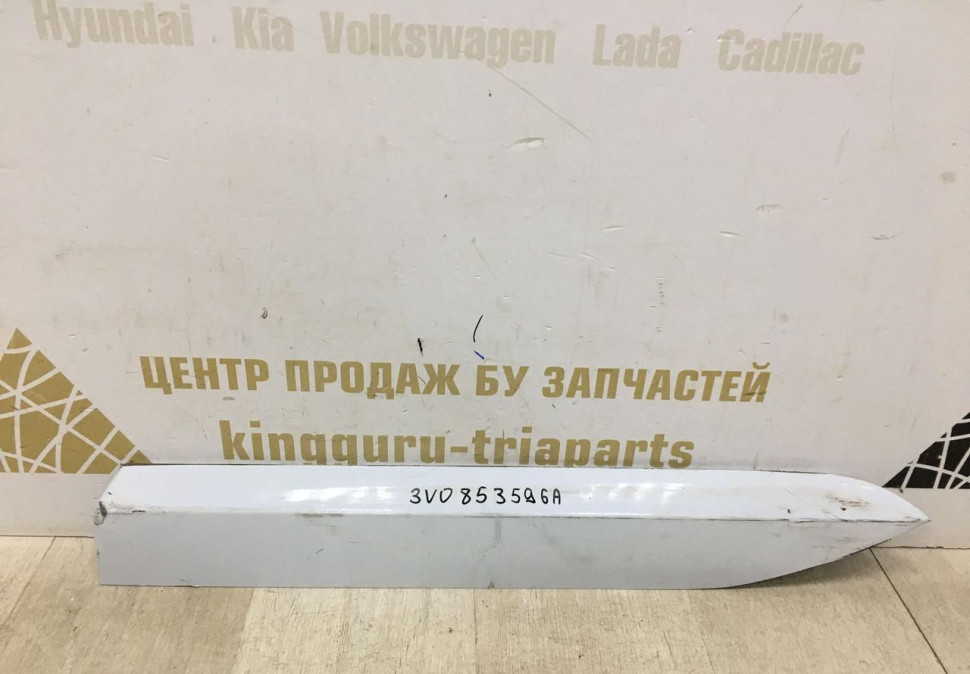 Hyundai Kia Volkswagen Lada Cadillac
ЦЕНТР ПРОДАЖ БУ ЗАПЧАСТЕЙ
kingguru-triaparts
3V0853526A